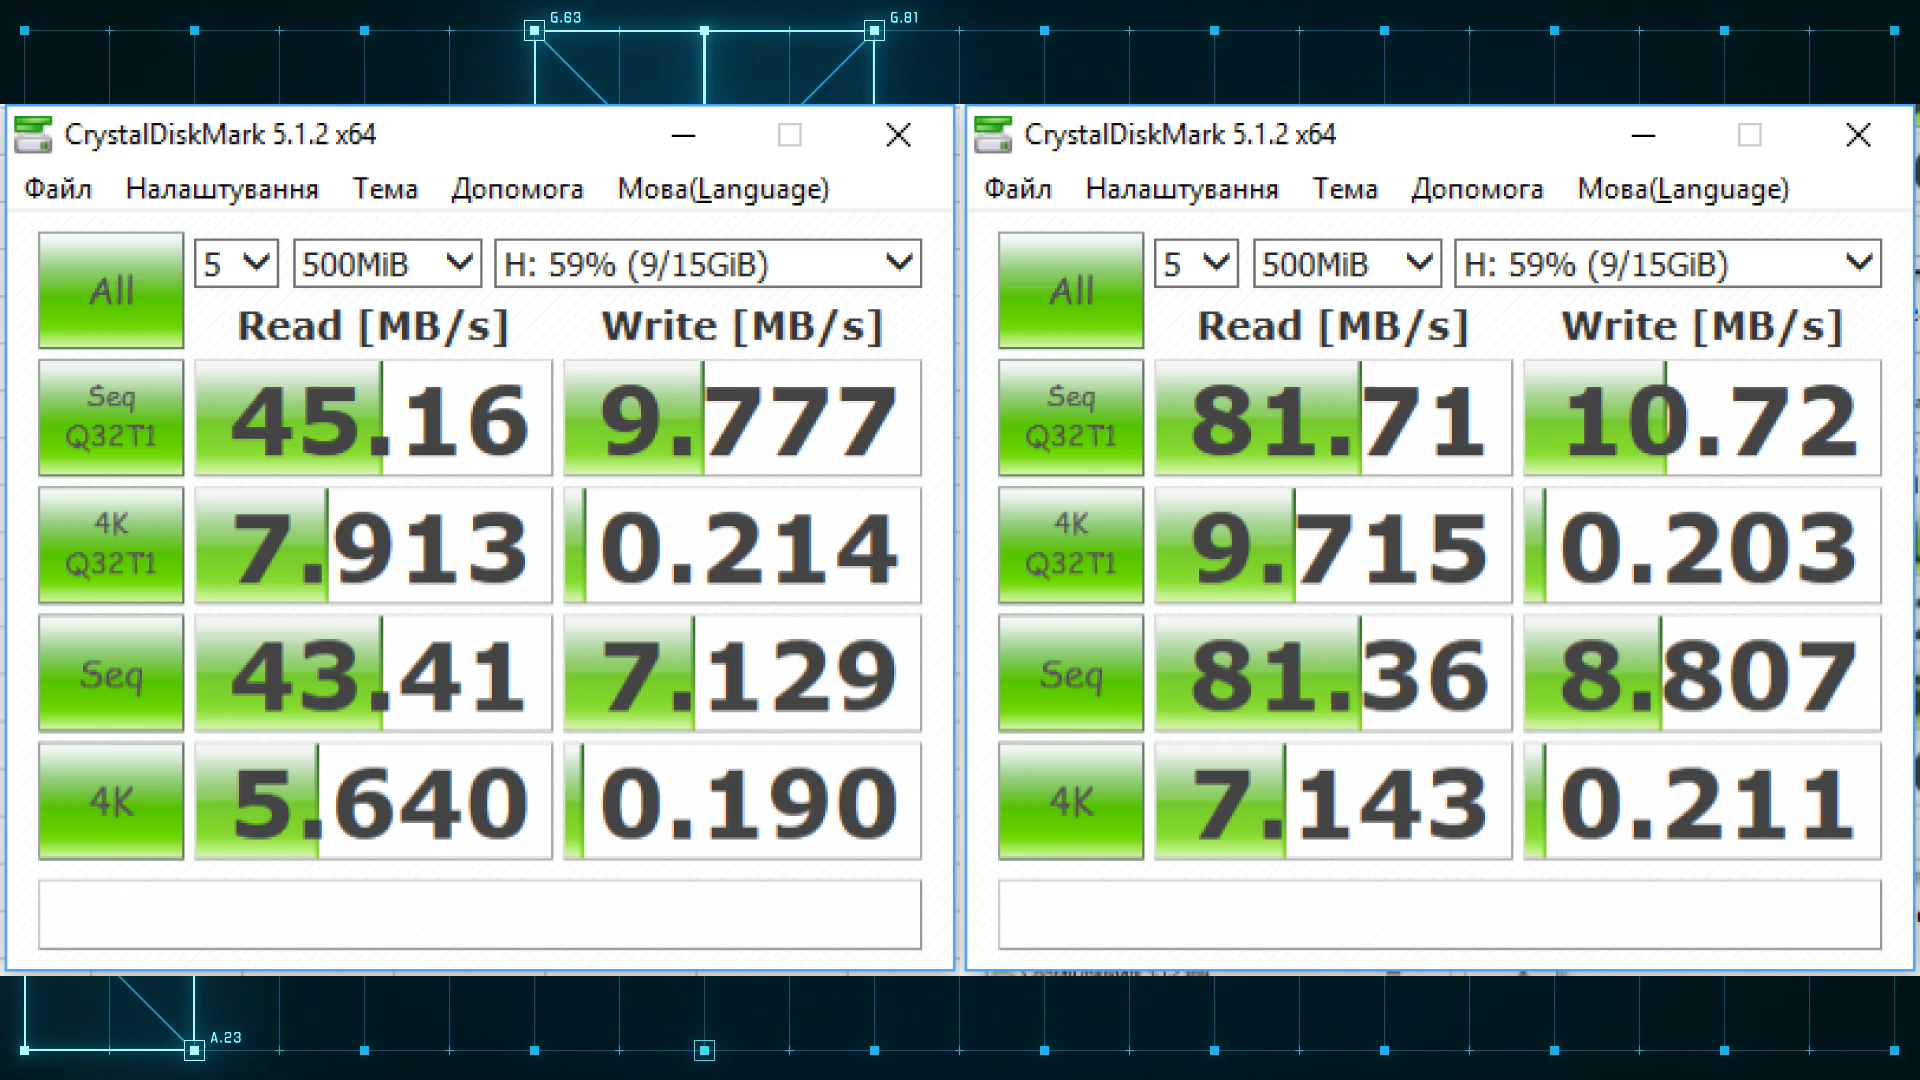 G.63
G.81
CrystalDiskMark 5.1.2 x64
Файл Налаштування Тема Допомога Мова(Language)
All 5 500MiB H: 59% (9/15GiB)
Read [MB/s] Write [MB/s]
Seq Q32T1 45.16 9.777
4K Q32T1 7.913 0.214
Seq 43.41 7.129
4K 5.640 0.190
CrystalDiskMark 5.1.2 x64
Файл Налаштування Тема Допомога Мова(Language)
All 5 500MiB H: 59% (9/15GiB)
Read [MB/s] Write [MB/s]
Seq Q32T1 81.71 10.72
4K Q32T1 9.715 0.203
Seq 81.36 8.807
4K 7.143 0.211
A.23